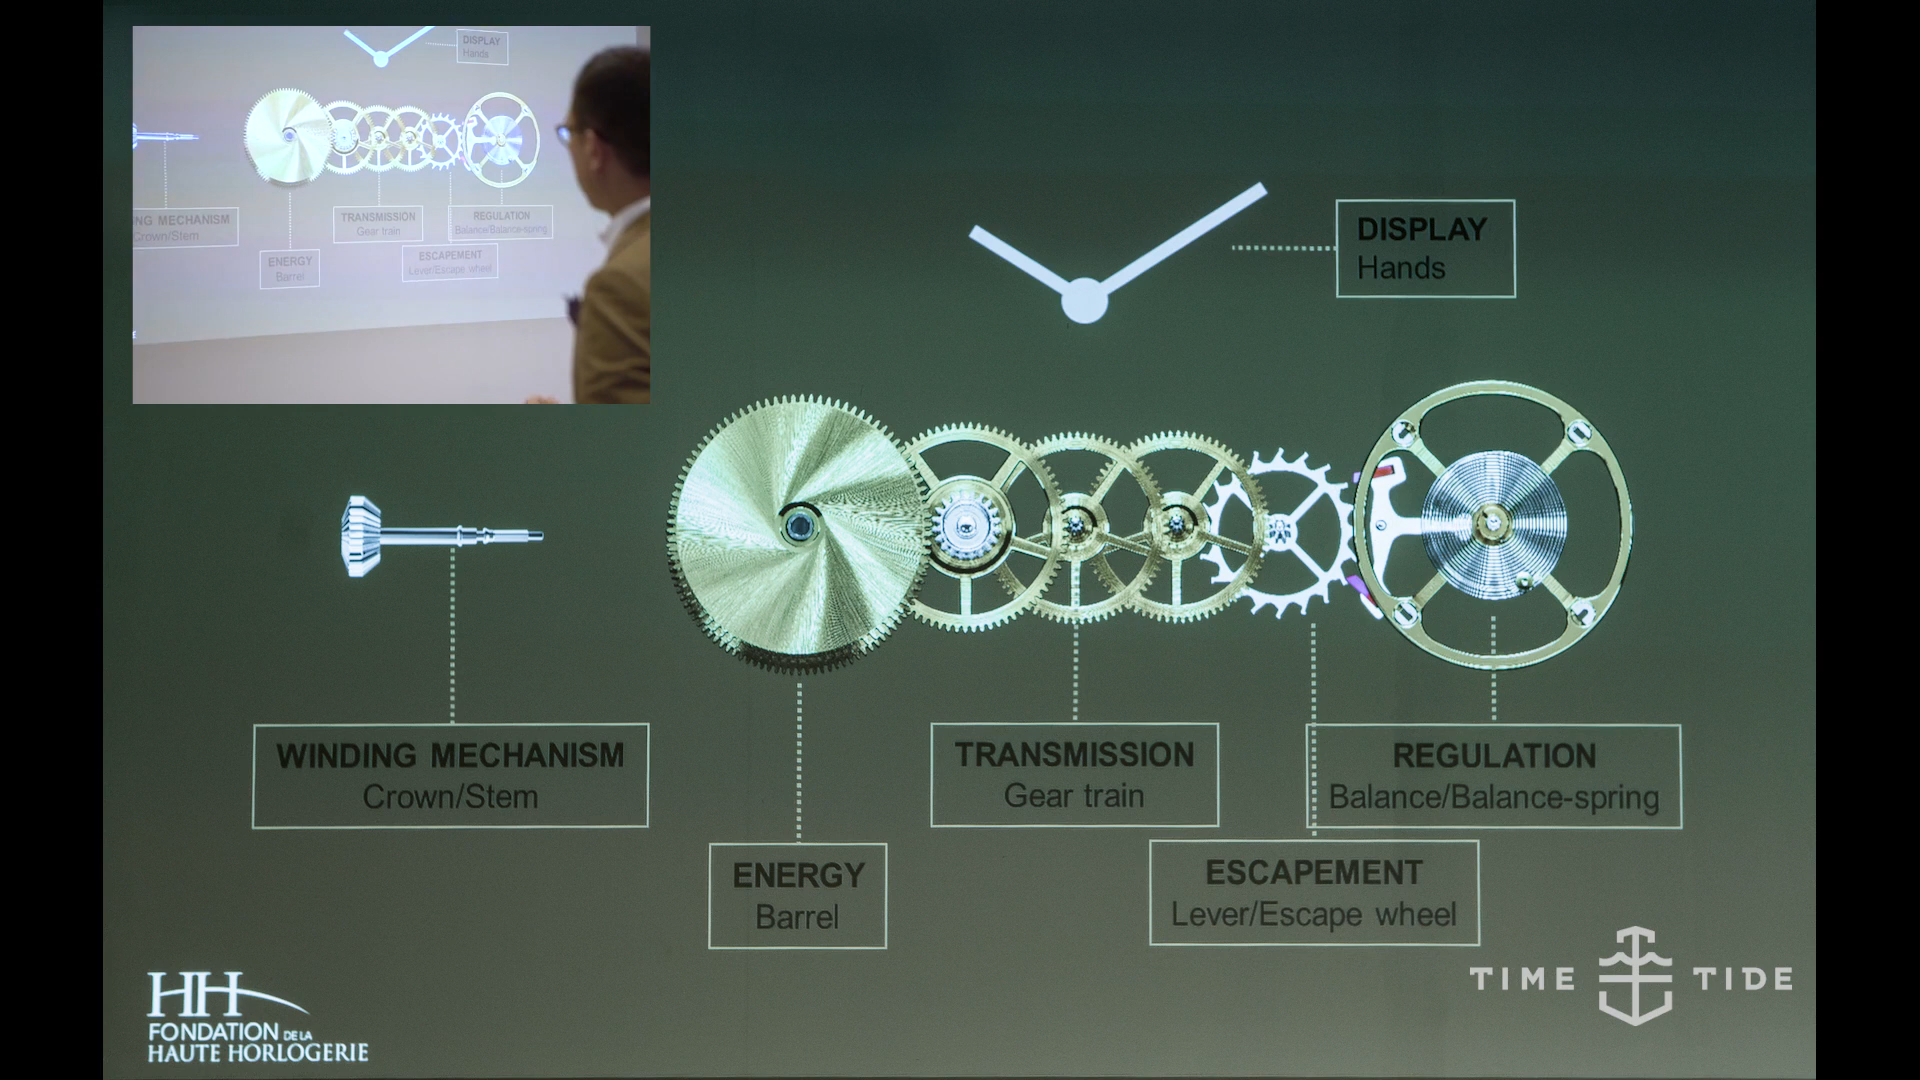 DISPLAY
Hands
NG MECHANISM
Crown/Stem
TRANSMISSION
Gear train
REGULATION
Balance/Balance-spring
ENERGY
Barrel
ESCAPEMENT
Lever/Escape wheel
DISPLAY
Hands
WINDING MECHANISM
Crown/Stem
TRANSMISSION
Gear train
REGULATION
Balance/Balance-spring
ENERGY
Barrel
ESCAPEMENT
Lever/Escape wheel
HH
FONDATION DE LA
HAUTE HORLOGERIE
TIME TIDE